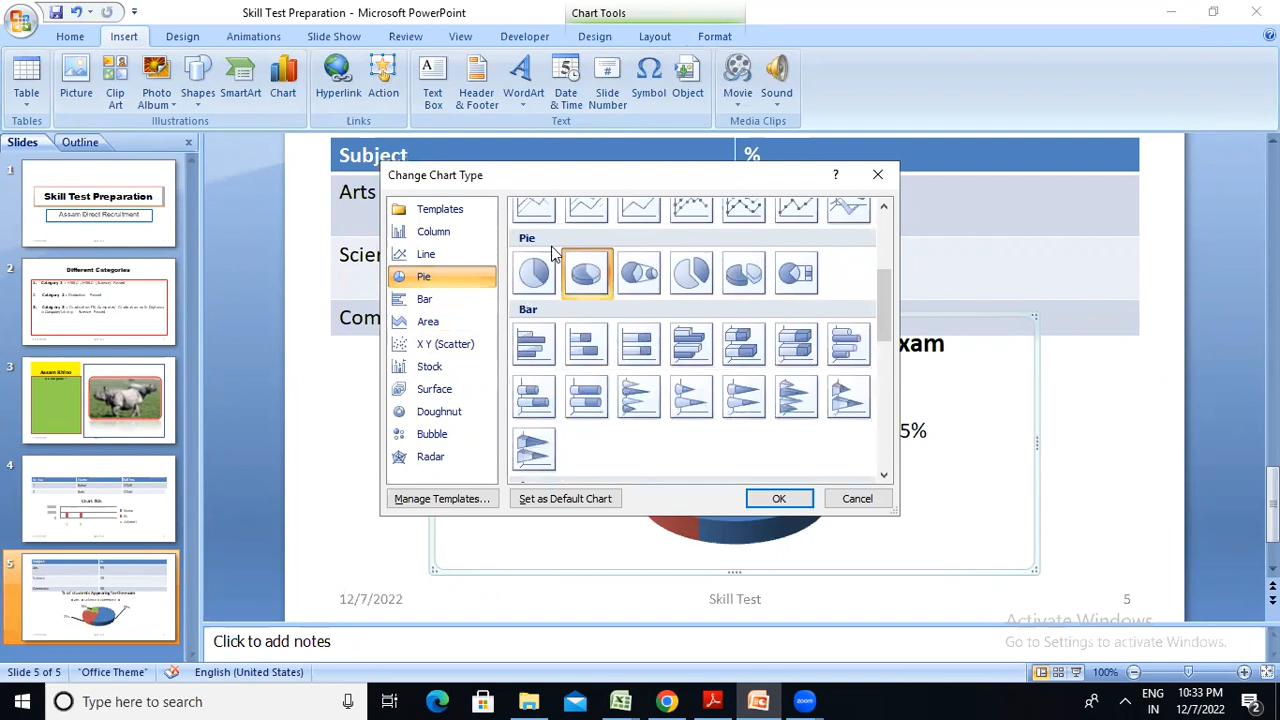 Skill Test Preparation - Microsoft PowerPoint
Chart Tools
Home Insert Design Animations Slide Show Review View Developer Design Layout Format
Table Picture Clip Art Photo Album Shapes SmartArt Chart Hyperlink Action Text Box Header & Footer WordArt Date & Time Slide Number Symbol Object Movie Sound
Tables Illustrations Links Text Media Clips
Slides Outline
1
Skill Test Preparation
Assam Direct Recruitment
2
Different Categories
3
Assam Rhino
4
5
Subject %
Arts
Scien
Com
xam
5%
Change Chart Type
Templates
Column
Line
Pie
Bar
Area
X Y (Scatter)
Stock
Surface
Doughnut
Bubble
Radar
Pie
Bar
Manage Templates... Set as Default Chart OK Cancel
12/7/2022 Skill Test 5
Activate Windows
Go to Settings to activate Windows.
Click to add notes
Slide 5 of 5 "Office Theme" English (United States) 100%
Type here to search
ENG
IN
10:33 PM
12/7/2022
2